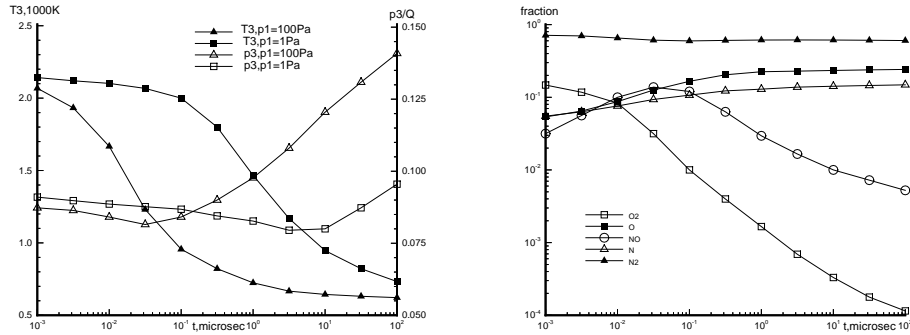 T3,1000K
p3/Q
2.5
2.0
1.5
1.0
0.5
0.150
0.125
0.100
0.075
0.050
T3,p1=100Pa
T3,p1=1Pa
p3,p1=100Pa
p3,p1=1Pa
10-3
10-2
10-1
100
101
102
t,microsec
fraction
100
10-1
10-2
10-3
10-4
O2
O
NO
N
N2
10-3
10-2
10-1
100
101
10
t,microsec